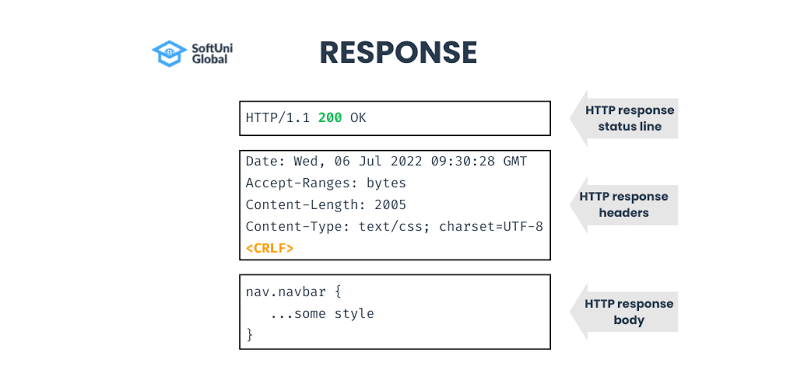 SoftUni
Global
RESPONSE
HTTP/1.1 200 OK
HTTP response
status line
Date: Wed, 06 Jul 2022 09:30:28 GMT
Accept-Ranges: bytes
Content-Length: 2005
Content-Type: text/css; charset=UTF-8
<CRLF>
HTTP response
headers
nav.navbar {
   ...some style
}
HTTP response
body